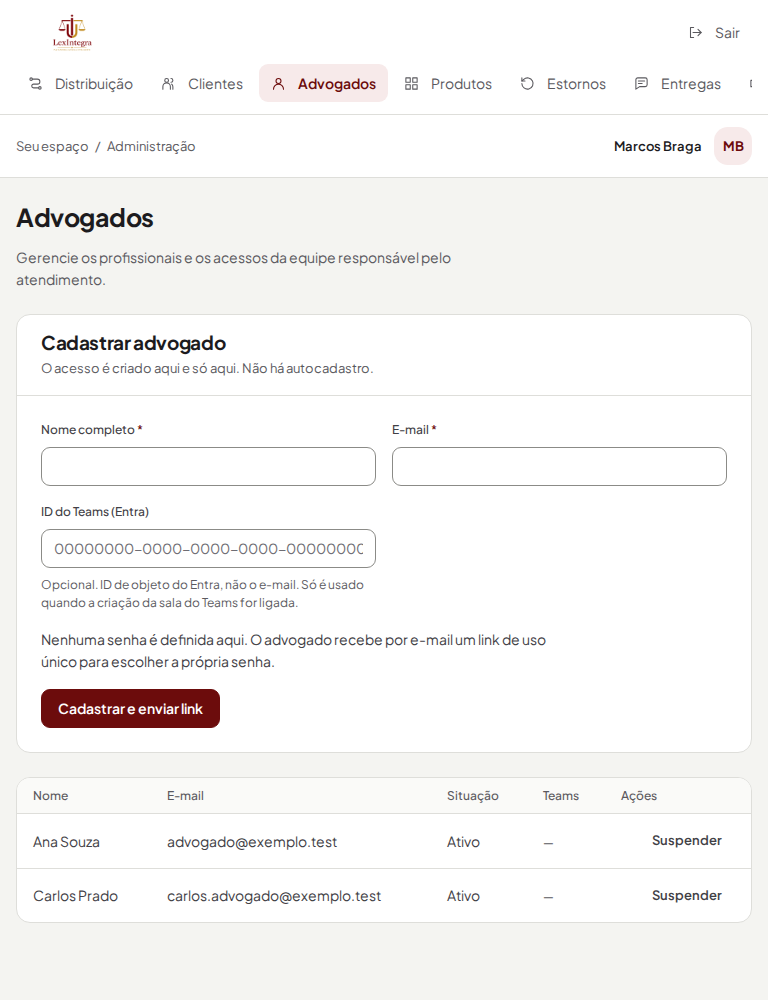 LexIntegra
Sair
Distribuição
Clientes
Advogados
Produtos
Estornos
Entregas
Seu espaço / Administração
Marcos Braga
MB
Advogados
Gerencie os profissionais e os acessos da equipe responsável pelo
atendimento.
Cadastrar advogado
O acesso é criado aqui e só aqui. Não há autocadastro.
Nome completo *
E-mail *
ID do Teams (Entra)
00000000-0000-0000-0000-00000000
Opcional. ID de objeto do Entra, não o e-mail. Só é usado
quando a criação da sala do Teams for ligada.
Nenhuma senha é definida aqui. O advogado recebe por e-mail um link de uso
único para escolher a própria senha.
Cadastrar e enviar link
Nome E-mail Situação Teams Ações
Ana Souza advogado@exemplo.test Ativo — Suspender
Carlos Prado carlos.advogado@exemplo.test Ativo — Suspender